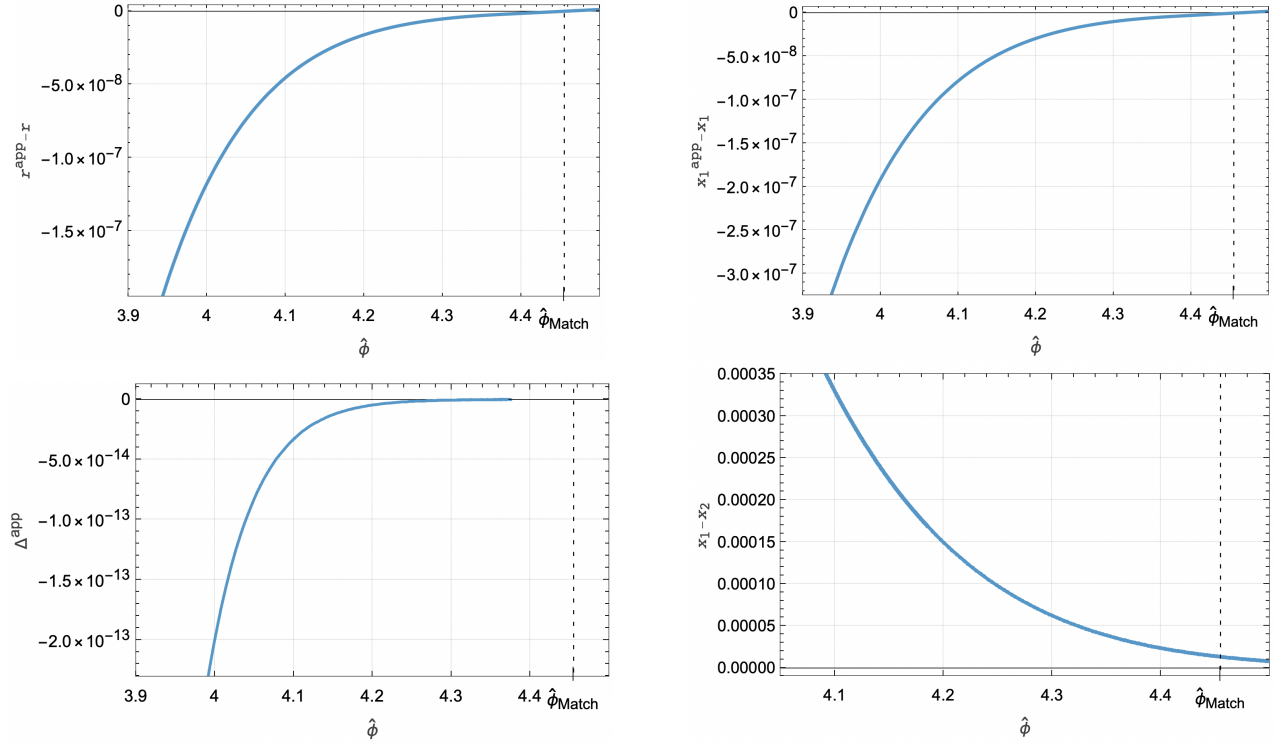 r^app-r
0
−5.0×10^−8
−1.0×10^−7
−1.5×10^−7
3.9 4 4.1 4.2 4.3 4.4 φ̂_Match
φ̂
x₁^app-x₁
0
−5.0×10^−8
−1.0×10^−7
−1.5×10^−7
−2.0×10^−7
−2.5×10^−7
−3.0×10^−7
3.9 4 4.1 4.2 4.3 4.4 φ̂_Match
φ̂
Δ^app
0
−5.0×10^−14
−1.0×10^−13
−1.5×10^−13
−2.0×10^−13
3.9 4 4.1 4.2 4.3 4.4 φ̂_Match
φ̂
x₁-x₂
0.00035
0.00030
0.00025
0.00020
0.00015
0.00010
0.00005
0.00000
4.1 4.2 4.3 4.4 φ̂_Match
φ̂